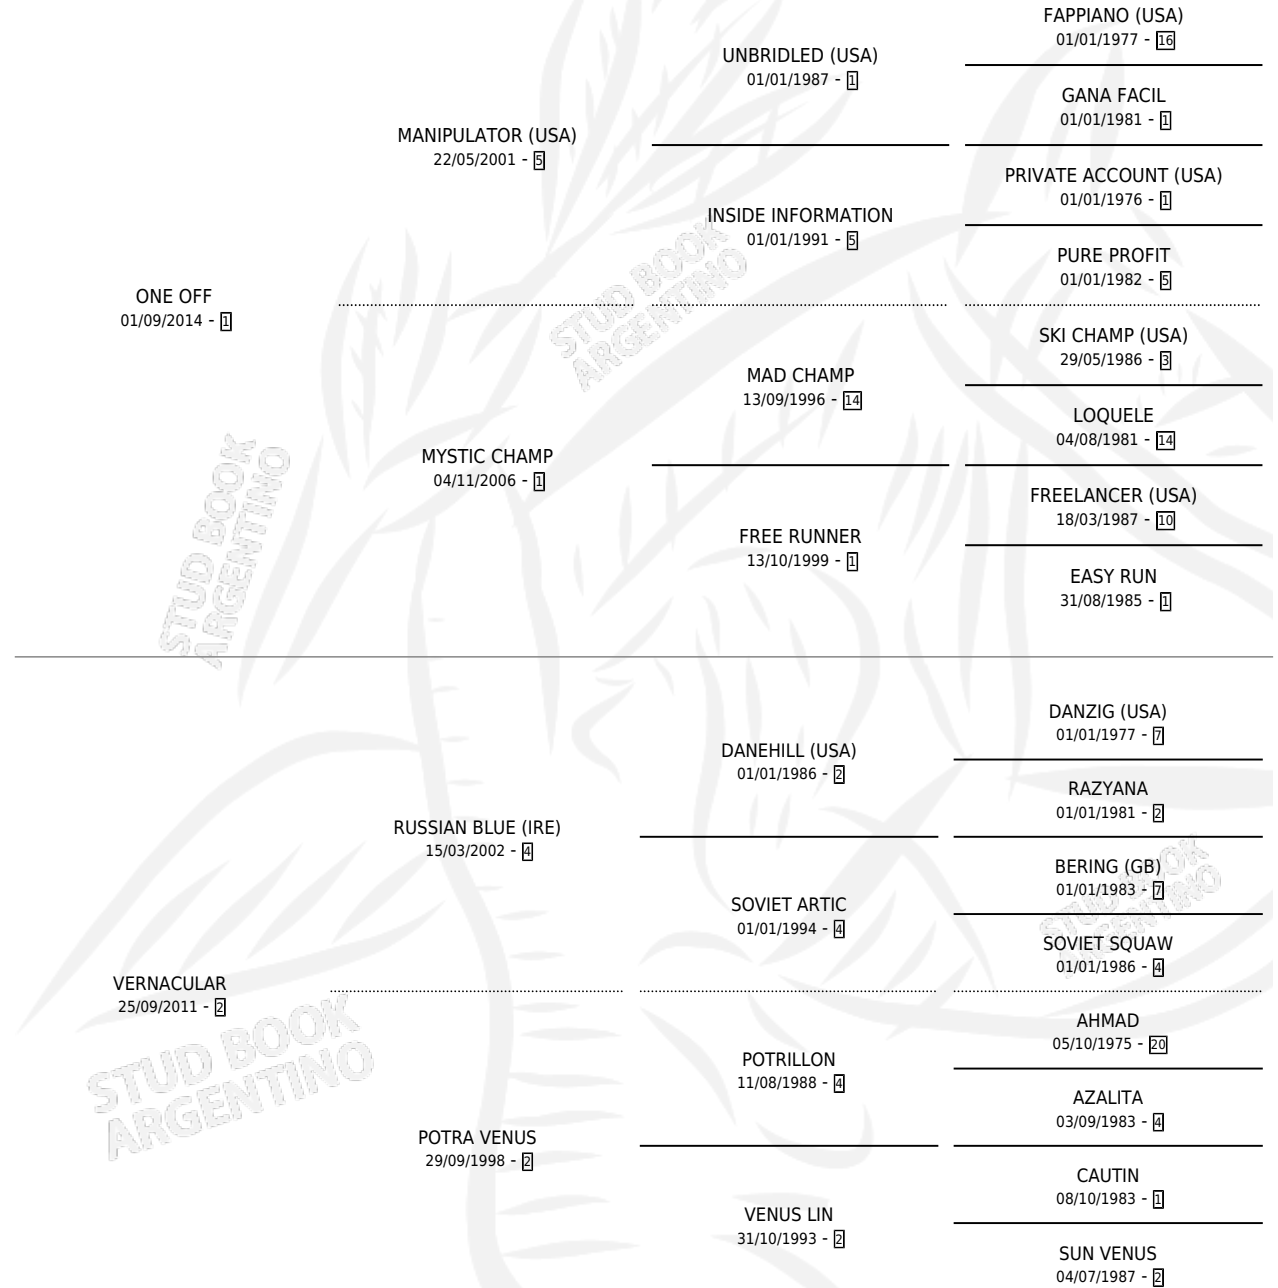 FAPPIANO (USA)
01/01/1977 - 16
UNBRIDLED (USA)
01/01/1987 - 1
GANA FACIL
01/01/1981 - 1
MANIPULATOR (USA)
22/05/2001 - 5
PRIVATE ACCOUNT (USA)
01/01/1976 - 1
INSIDE INFORMATION
01/01/1991 - 5
PURE PROFIT
01/01/1982 - 5
ONE OFF
01/09/2014 - 1
STUD BOOK
ARGENTINO
SKI CHAMP (USA)
29/05/1986 - 3
MAD CHAMP
13/09/1996 - 14
LOQUELE
04/08/1981 - 14
MYSTIC CHAMP
04/11/2006 - 1
FREELANCER (USA)
18/03/1987 - 10
FREE RUNNER
13/10/1999 - 1
EASY RUN
31/08/1985 - 1
STUD BOOK
ARGENTINO
DANZIG (USA)
01/01/1977 - 7
DANEHILL (USA)
01/01/1986 - 2
RAZYANA
01/01/1981 - 2
RUSSIAN BLUE (IRE)
15/03/2002 - 4
BERING (GB)
01/01/1983 - 7
STUD BOOK
ARGENTINO
SOVIET ARTIC
01/01/1994 - 4
SOVIET SQUAW
01/01/1986 - 4
VERNACULAR
25/09/2011 - 2
STUD BOOK
ARGENTINO
AHMAD
05/10/1975 - 20
POTRILLON
11/08/1988 - 4
AZALITA
03/09/1983 - 4
POTRA VENUS
29/09/1998 - 2
CAUTIN
08/10/1983 - 1
VENUS LIN
31/10/1993 - 2
SUN VENUS
04/07/1987 - 2